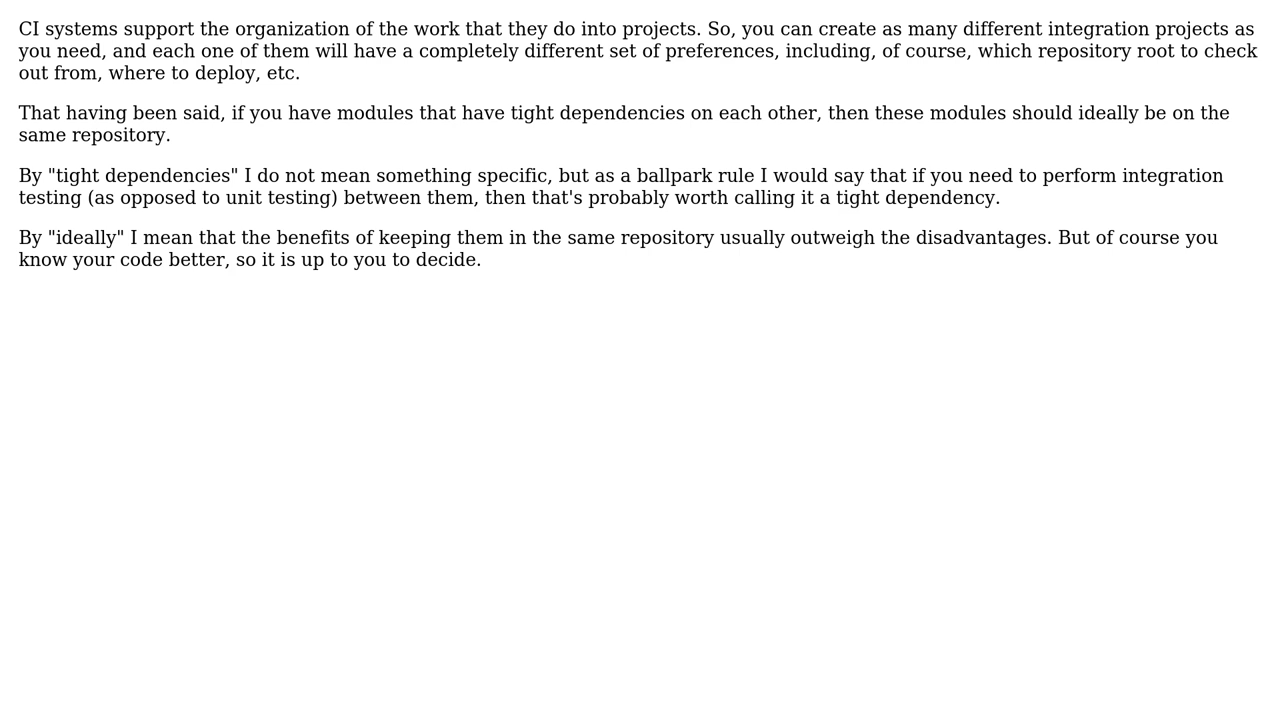 CI systems support the organization of the work that they do into projects. So, you can create as many different integration projects as
you need, and each one of them will have a completely different set of preferences, including, of course, which repository root to check
out from, where to deploy, etc.
That having been said, if you have modules that have tight dependencies on each other, then these modules should ideally be on the
same repository.
By "tight dependencies" I do not mean something specific, but as a ballpark rule I would say that if you need to perform integration
testing (as opposed to unit testing) between them, then that's probably worth calling it a tight dependency.
By "ideally" I mean that the benefits of keeping them in the same repository usually outweigh the disadvantages. But of course you
know your code better, so it is up to you to decide.